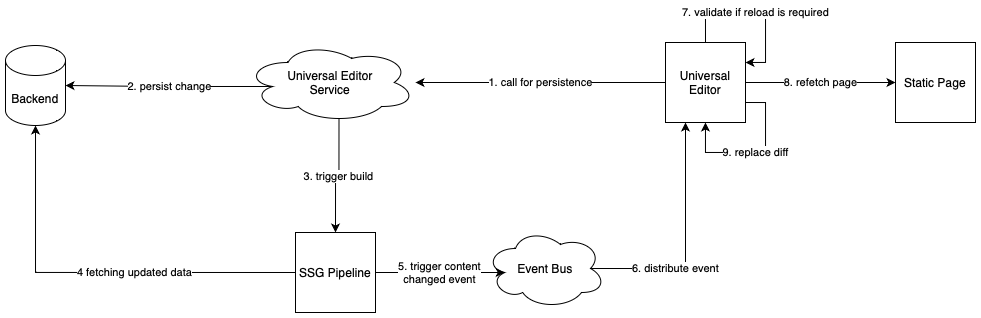 7. validate if reload is required
Universal Editor
Service
Universal
Editor
Static Page
Backend
2. persist change
1. call for persistence
8. refetch page
9. replace diff
3. trigger build
SSG Pipeline
4 fetching updated data
5. trigger content
changed event
Event Bus
6. distribute event